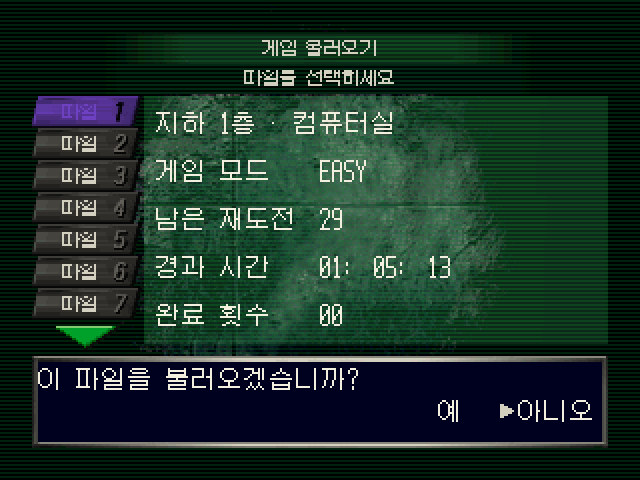 게임 불러오기
파일을 선택하세요
파일 1
파일 2
파일 3
파일 4
파일 5
파일 6
파일 7
지하 1층 · 컴퓨터실
게임 모드 EASY
남은 재도전 29
경과 시간 01: 05: 13
완료 횟수 00
이 파일을 불러오겠습니까?
예 ▶아니오